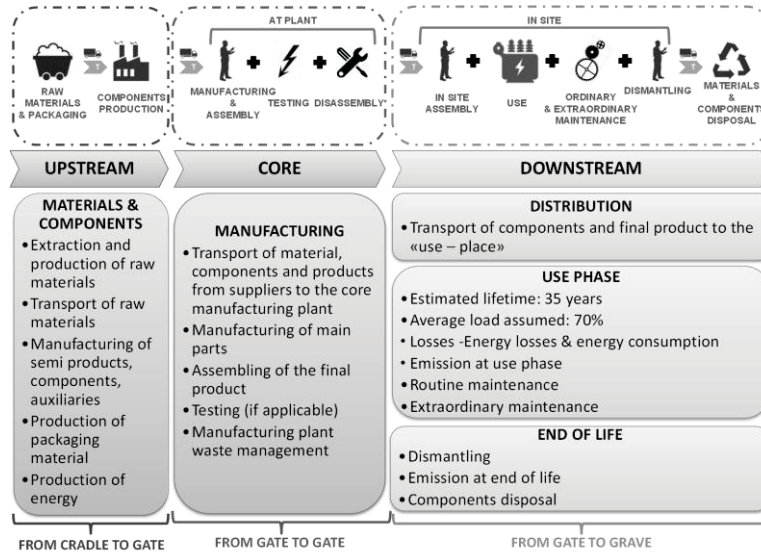 AT PLANT
IN SITE
T
T
T
T
RAW
MATERIALS
& PACKAGING
COMPONENTS
PRODUCTION
MANUFACTURING
&
ASSEMBLY
TESTING
DISASSEMBLY
IN SITE
ASSEMBLY
USE
ORDINARY
& EXTRAORDINARY
MAINTENANCE
DISMANTLING
MATERIALS
&
COMPONENTS
DISPOSAL
UPSTREAM
CORE
DOWNSTREAM
MATERIALS &
COMPONENTS
•Extraction and
production of raw
materials
•Transport of raw
materials
•Manufacturing of
semi products,
components,
auxiliaries
•Production of
packaging
material
•Production of
energy
MANUFACTURING
•Transport of material,
components and products
from suppliers to the core
manufacturing plant
•Manufacturing of main
parts
•Assembling of the final
product
•Testing (if applicable)
•Manufacturing plant
waste management
DISTRIBUTION
•Transport of components and final product to the
«use – place»
USE PHASE
•Estimated lifetime: 35 years
•Average load assumed: 70%
• Losses -Energy losses & energy consumption
•Emission at use phase
•Routine maintenance
•Extraordinary maintenance
END OF LIFE
•Dismantling
•Emission at end of life
•Components disposal
FROM CRADLE TO GATE
FROM GATE TO GATE
FROM GATE TO GRAVE